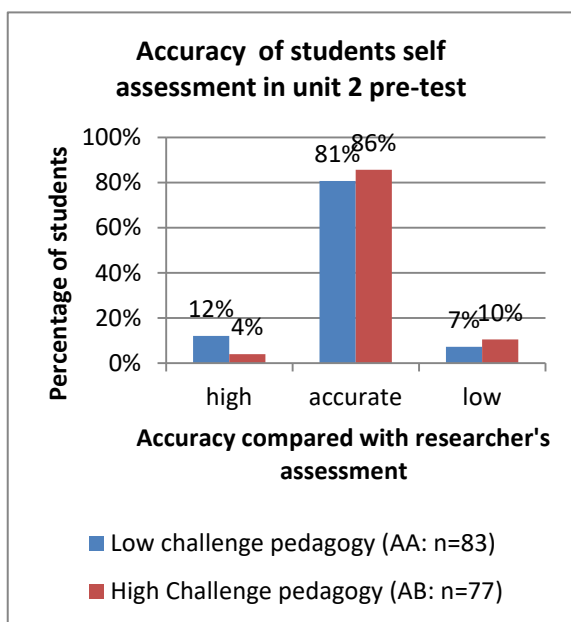 Accuracy of students self
assessment in unit 2 pre-test
Percentage of students
100%
80%
60%
40%
20%
0%
12%
4%
81%
86%
7%
10%
high
accurate
low
Accuracy compared with researcher's
assessment
Low challenge pedagogy (AA: n=83)
High Challenge pedagogy (AB: n=77)